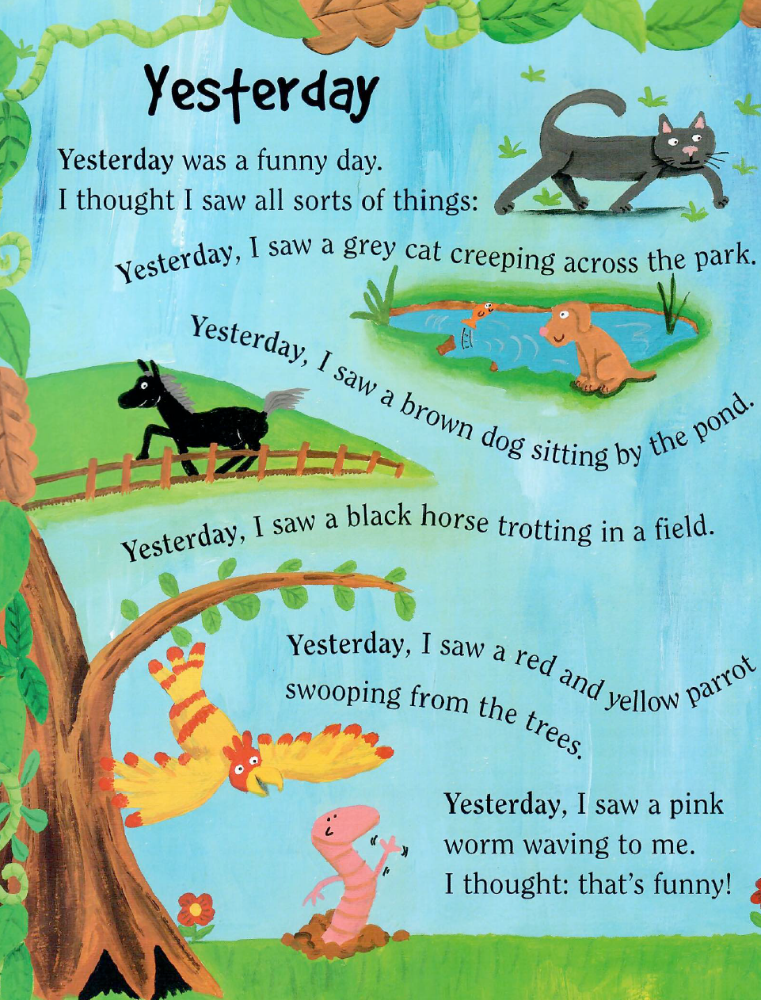 Yesterday
Yesterday was a funny day.
I thought I saw all sorts of things:
Yesterday, I saw a grey cat creeping across the park.
Yesterday, I saw a brown dog sitting by the pond.
Yesterday, I saw a black horse trotting in a field.
Yesterday, I saw a red and yellow parrot
swooping from the trees.
Yesterday, I saw a pink
worm waving to me.
I thought: that's funny!